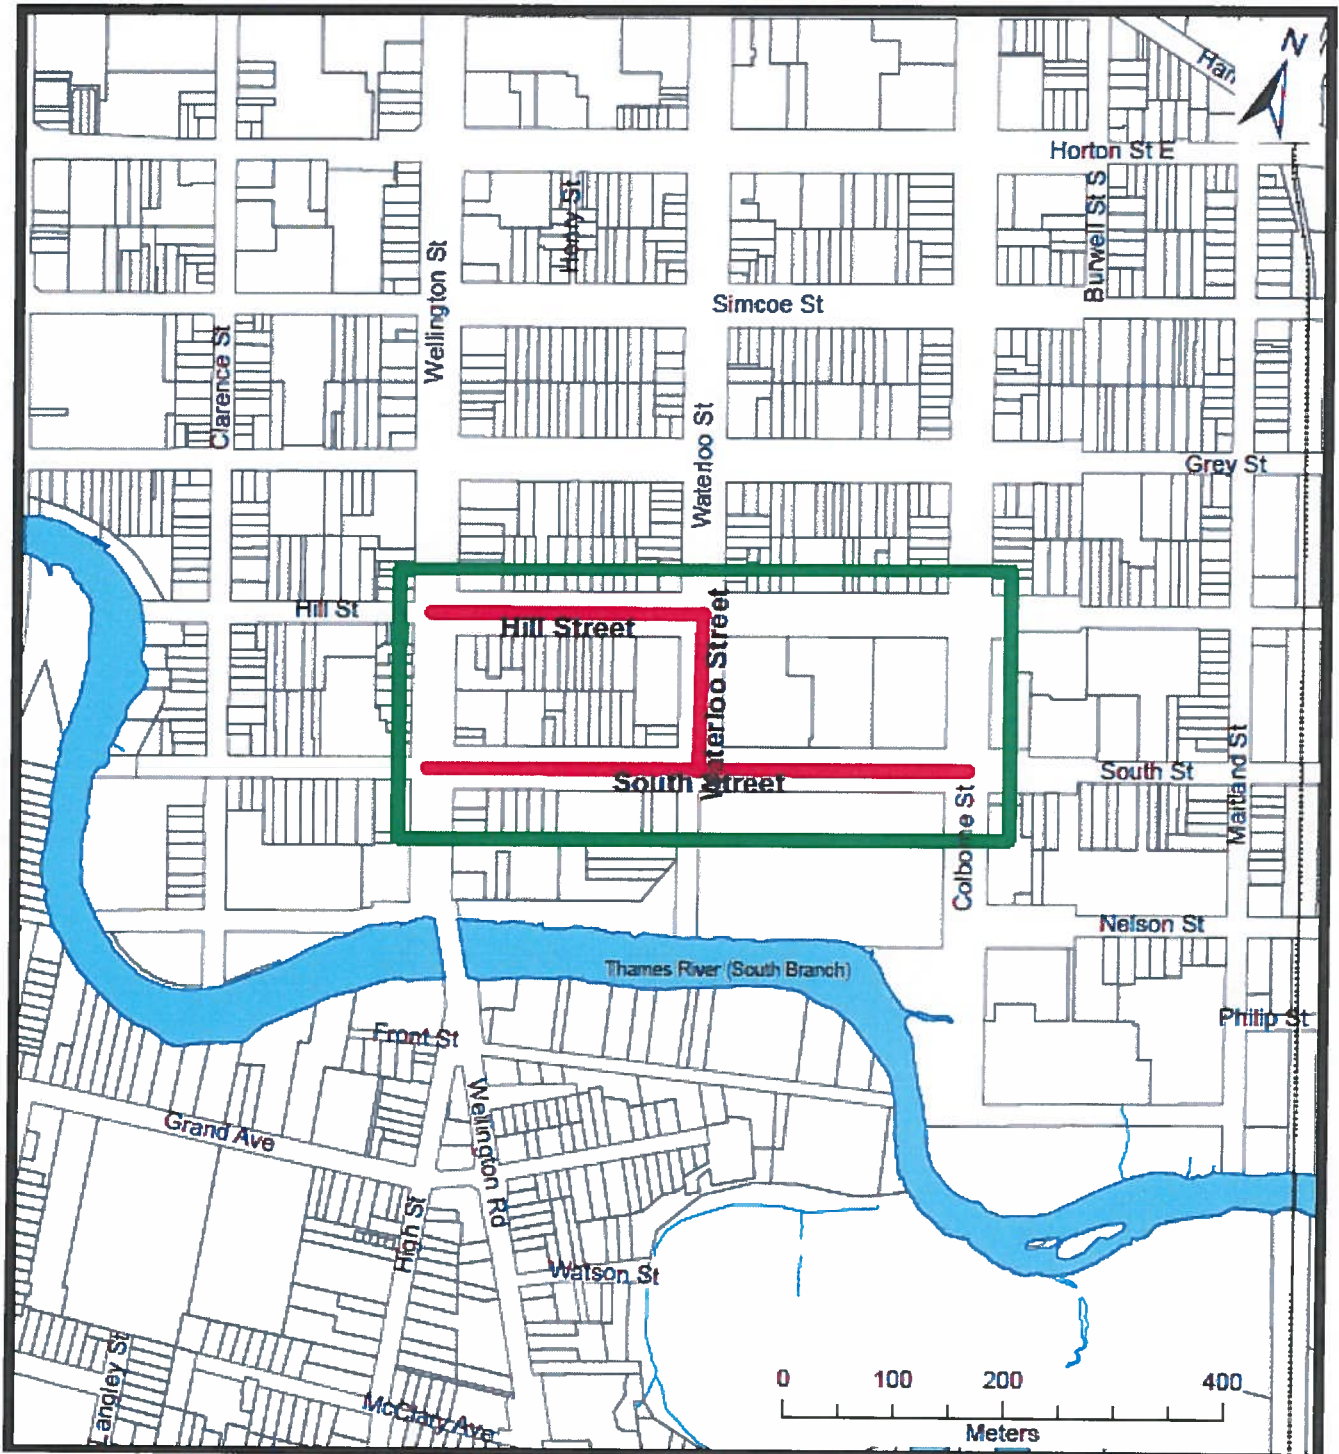 N
Horton St E
Henry St
Burwell St S
Wellington St
Simcoe St
Clarence St
Waterloo St
Grey St
Hill St
Hill Street
Waterloo Street
South Street
South St
Maitland St
Colborne St
Nelson St
Thames River (South Branch)
Philip St
Front St
Wellington Rd
Grand Ave
High St
Watson St
Langley St
McClary Ave
0 100 200 400
Meters